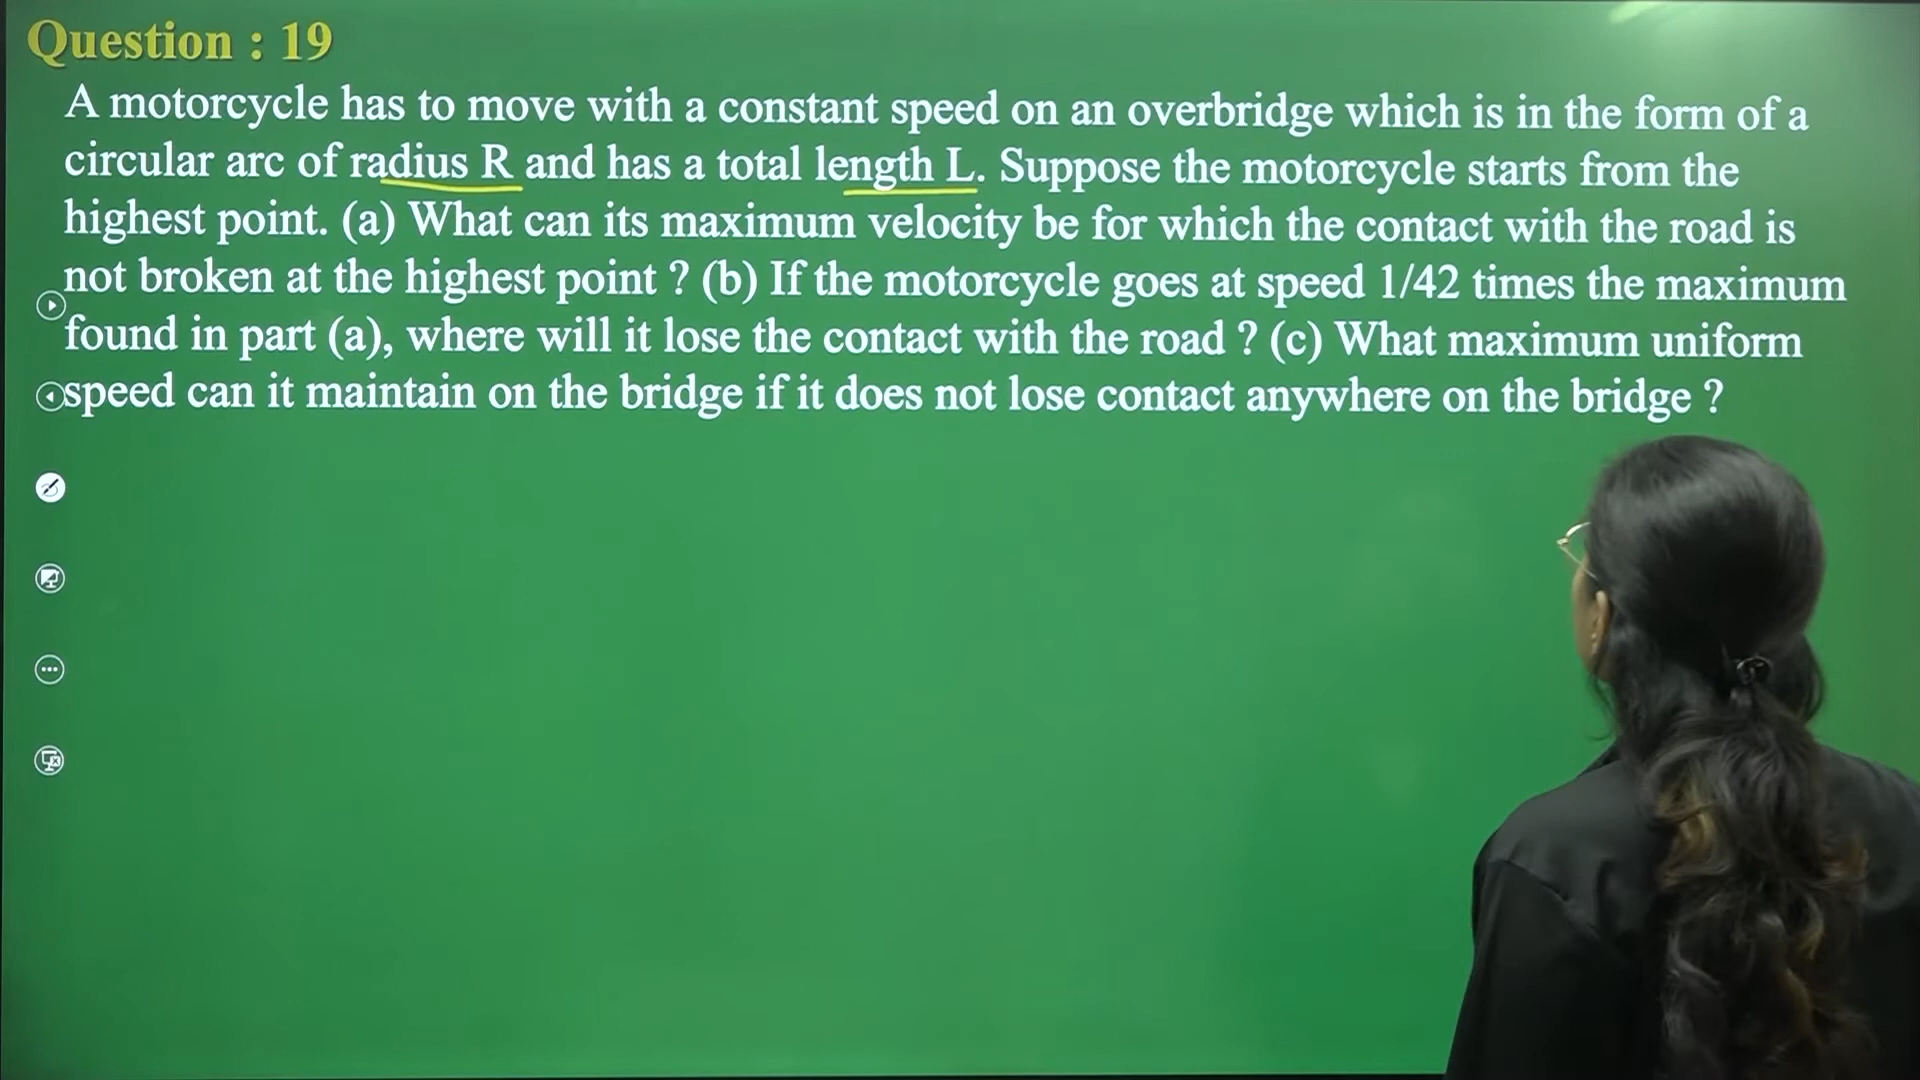 Question : 19
A motorcycle has to move with a constant speed on an overbridge which is in the form of a
circular arc of radius R and has a total length L. Suppose the motorcycle starts from the
highest point. (a) What can its maximum velocity be for which the contact with the road is
not broken at the highest point ? (b) If the motorcycle goes at speed 1/42 times the maximum
found in part (a), where will it lose the contact with the road ? (c) What maximum uniform
speed can it maintain on the bridge if it does not lose contact anywhere on the bridge ?